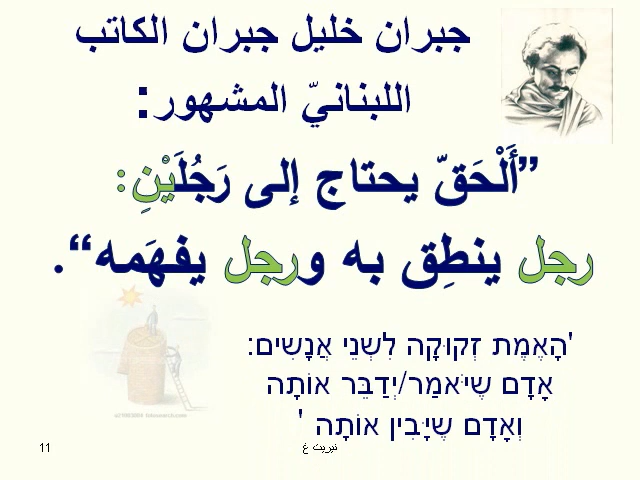 جبران خليل جبران الكاتب
اللبنانيّ المشهور:
”أَلْحَقّ يحتاج إلى رَجُلَيْنِ:
رجل ينطِق به ورجل يفهَمه“.
'הָאֱמֶת זְקוּקָה לִשְׁנֵי אֲנָשִׁים:
אָדָם שֶיֹּאמַר/יְדַבֵּר אוֹתָה
וְאָדָם שֶיָּבִין אוֹתָה '
11
نيريت غ